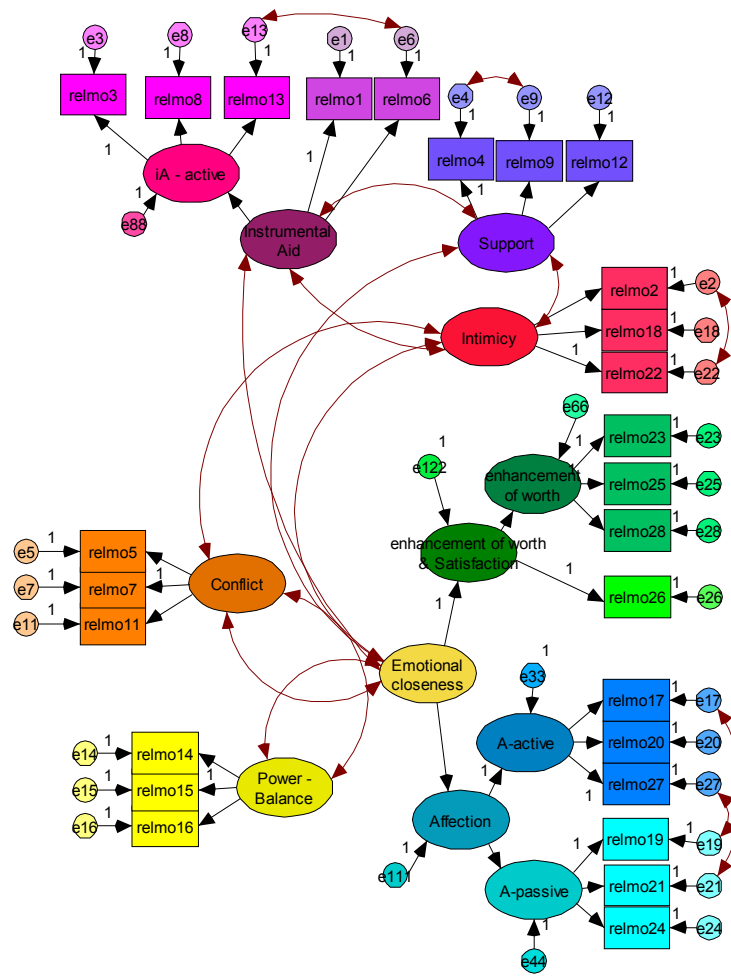 e3
e8
e13
e1
e6
1
1
1
1
1
relmo3
relmo8
relmo13
relmo1
relmo6
e4
e9
e12
1
1
1
relmo4
relmo9
relmo12
1
1
1
iA - active
1
e88
Instrumental
Aid
Support
Intimicy
relmo2
1
e2
relmo18
1
e18
1
relmo22
1
e22
e66
1
e122
enhancement
of worth
1
relmo23
1
e23
relmo25
1
e25
relmo28
1
e28
enhancement of worth
& Satisfaction
1
relmo26
1
e26
1
e5
1
relmo5
e7
1
relmo7
1
e11
1
relmo11
Conflict
Emotional
closeness
1
e33
A-active
1
relmo17
1
e17
relmo20
1
e20
1
relmo27
1
e27
e14
1
relmo14
e15
1
relmo15
1
e16
1
relmo16
Power -
Balance
Affection
1
e111
A-passive
1
e44
1
relmo19
1
e19
relmo21
1
e21
relmo24
1
e24